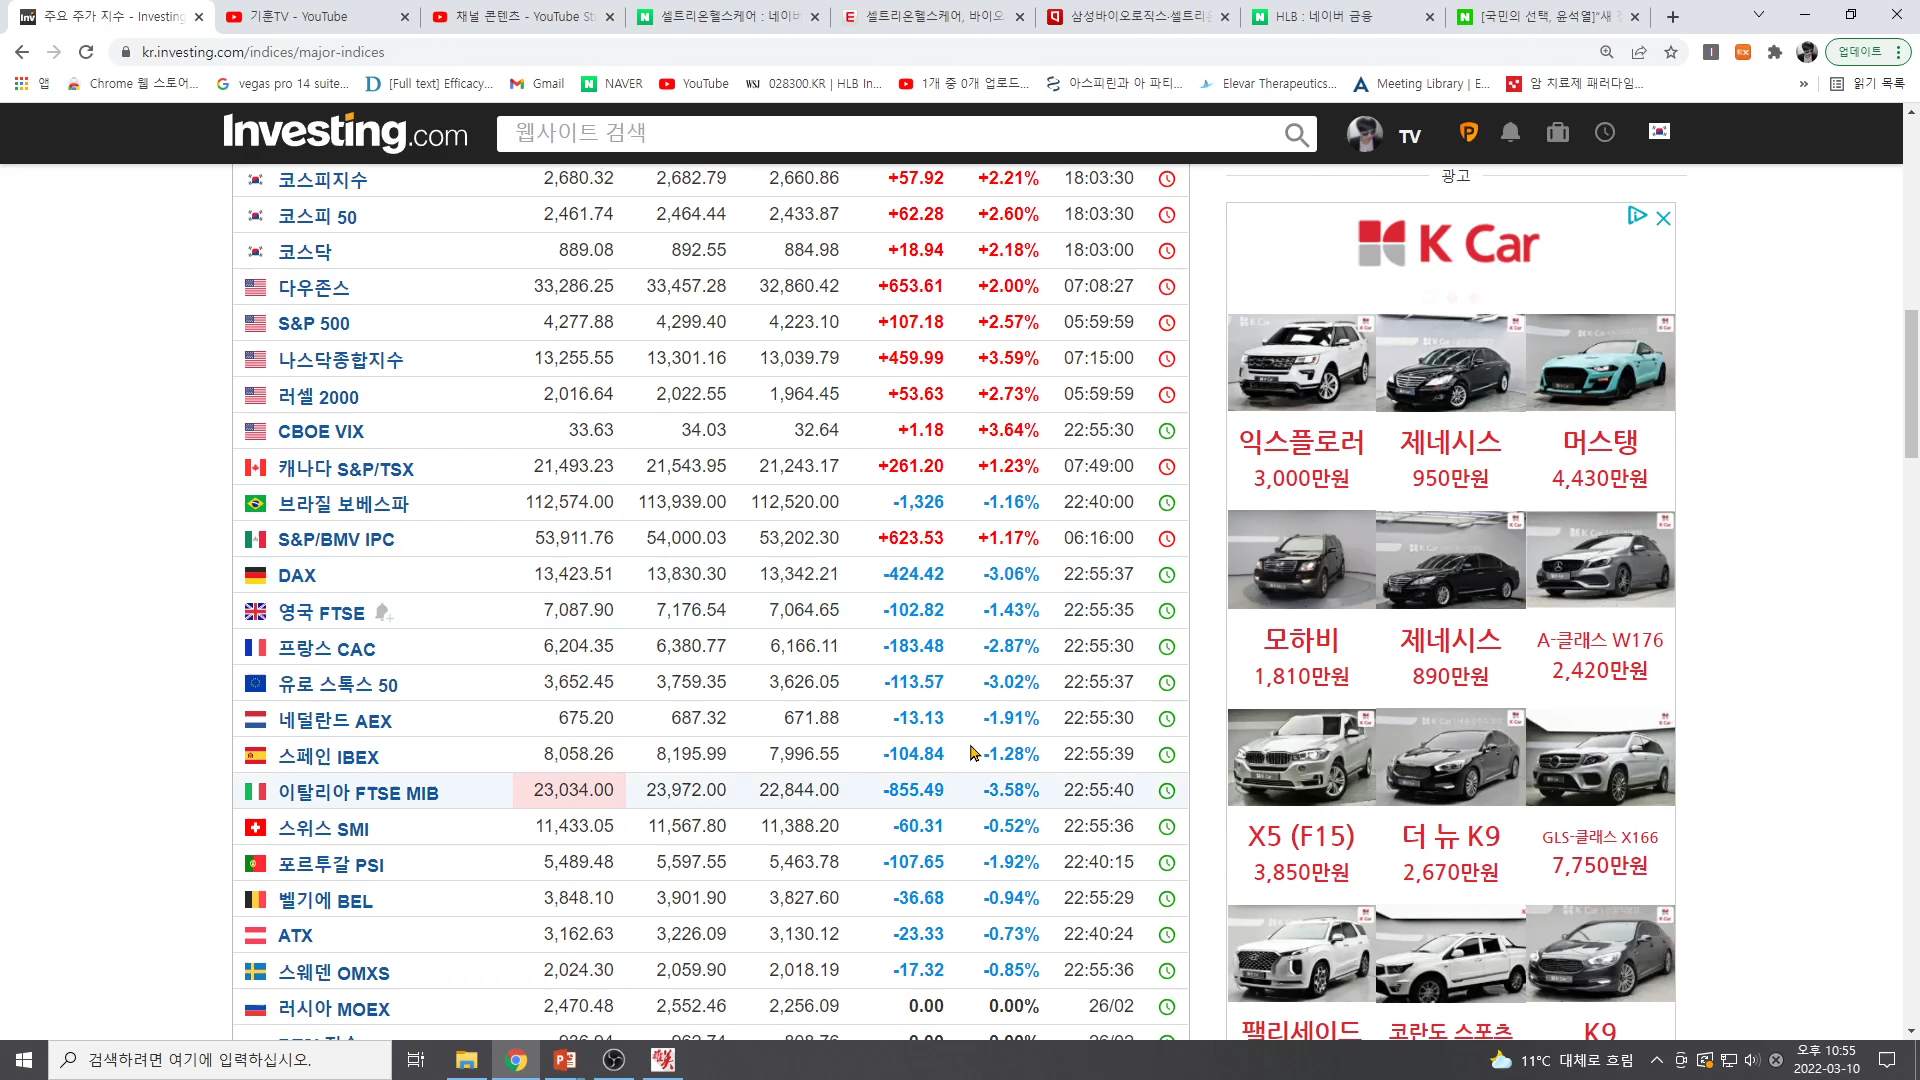 주요 주가 지수 - Investing
기훈TV - YouTube
채널 콘텐츠 - YouTube St
셀트리온헬스케어 : 네이버
셀트리온헬스케어, 바이오
삼성바이오로직스·셀트리온
HLB : 네이버 금융
[국민의 선택, 윤석열]"새
kr.investing.com/indices/major-indices
업데이트
앱
Chrome 웹 스토어...
vegas pro 14 suite...
[Full text] Efficacy...
Gmail
NAVER
YouTube
WSJ 028300.KR | HLB In...
1개 중 0개 업로드...
아스피린과 아 파티...
Elevar Therapeutics...
Meeting Library | E...
암 치료제 패러다임...
»
읽기 목록
Investing.com
웹사이트 검색
TV
코스피지수 2,680.32 2,682.79 2,660.86 +57.92 +2.21% 18:03:30
코스피 50 2,461.74 2,464.44 2,433.87 +62.28 +2.60% 18:03:30
코스닥 889.08 892.55 884.98 +18.94 +2.18% 18:03:00
다우존스 33,286.25 33,457.28 32,860.42 +653.61 +2.00% 07:08:27
S&P 500 4,277.88 4,299.40 4,223.10 +107.18 +2.57% 05:59:59
나스닥종합지수 13,255.55 13,301.16 13,039.79 +459.99 +3.59% 07:15:00
러셀 2000 2,016.64 2,022.55 1,964.45 +53.63 +2.73% 05:59:59
CBOE VIX 33.63 34.03 32.64 +1.18 +3.64% 22:55:30
캐나다 S&P/TSX 21,493.23 21,543.95 21,243.17 +261.20 +1.23% 07:49:00
브라질 보베스파 112,574.00 113,939.00 112,520.00 -1,326 -1.16% 22:40:00
S&P/BMV IPC 53,911.76 54,000.03 53,202.30 +623.53 +1.17% 06:16:00
DAX 13,423.51 13,830.30 13,342.21 -424.42 -3.06% 22:55:37
영국 FTSE 7,087.90 7,176.54 7,064.65 -102.82 -1.43% 22:55:35
프랑스 CAC 6,204.35 6,380.77 6,166.11 -183.48 -2.87% 22:55:30
유로 스톡스 50 3,652.45 3,759.35 3,626.05 -113.57 -3.02% 22:55:37
네덜란드 AEX 675.20 687.32 671.88 -13.13 -1.91% 22:55:30
스페인 IBEX 8,058.26 8,195.99 7,996.55 -104.84 -1.28% 22:55:39
이탈리아 FTSE MIB 23,034.00 23,972.00 22,844.00 -855.49 -3.58% 22:55:40
스위스 SMI 11,433.05 11,567.80 11,388.20 -60.31 -0.52% 22:55:36
포르투갈 PSI 5,489.48 5,597.55 5,463.78 -107.65 -1.92% 22:40:15
벨기에 BEL 3,848.10 3,901.90 3,827.60 -36.68 -0.94% 22:55:29
ATX 3,162.63 3,226.09 3,130.12 -23.33 -0.73% 22:40:24
스웨덴 OMXS 2,024.30 2,059.90 2,018.19 -17.32 -0.85% 22:55:36
러시아 MOEX 2,470.48 2,552.46 2,256.09 0.00 0.00% 26/02
광고
K Car
익스플로러 제네시스 머스탱
3,000만원 950만원 4,430만원
모하비 제네시스 A-클래스 W176
1,810만원 890만원 2,420만원
X5 (F15) 더 뉴 K9 GLS-클래스 X166
3,850만원 2,670만원 7,750만원
팰리세이드 코란도 스포츠 K9
검색하려면 여기에 입력하십시오.
11°C 대체로 흐림
오후 10:55
2022-03-10